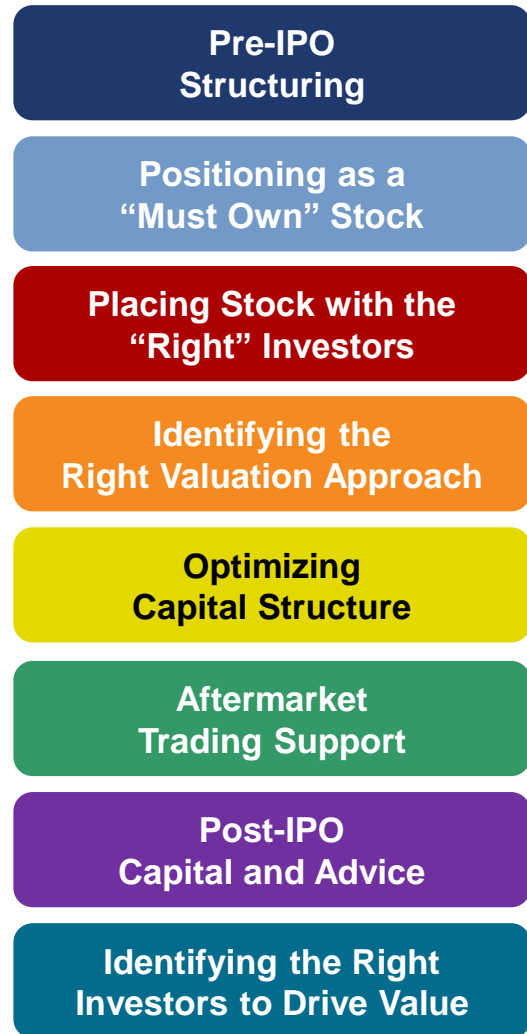 Pre-IPO
Structuring
Positioning as a
“Must Own” Stock
Placing Stock with the
“Right” Investors
Identifying the
Right Valuation Approach
Optimizing
Capital Structure
Aftermarket
Trading Support
Post-IPO
Capital and Advice
Identifying the Right
Investors to Drive Value